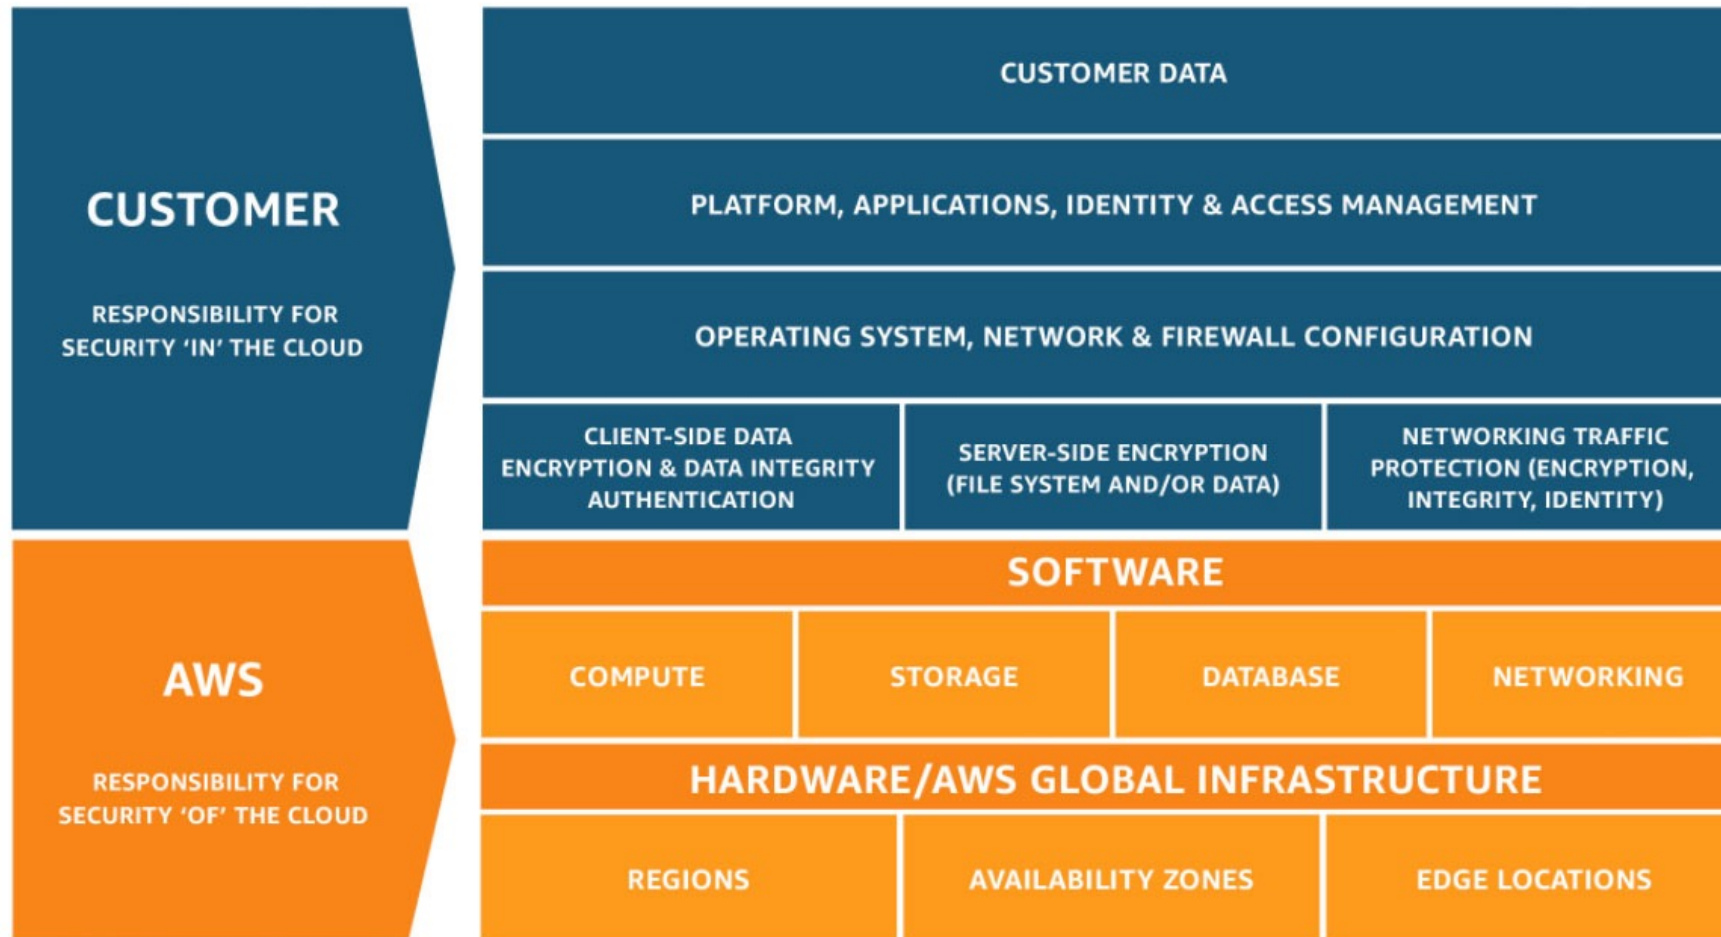 CUSTOMER
RESPONSIBILITY FOR
SECURITY ‘IN’ THE CLOUD
CUSTOMER DATA
PLATFORM, APPLICATIONS, IDENTITY & ACCESS MANAGEMENT
OPERATING SYSTEM, NETWORK & FIREWALL CONFIGURATION
CLIENT-SIDE DATA
ENCRYPTION & DATA INTEGRITY
AUTHENTICATION
SERVER-SIDE ENCRYPTION
(FILE SYSTEM AND/OR DATA)
NETWORKING TRAFFIC
PROTECTION (ENCRYPTION,
INTEGRITY, IDENTITY)
AWS
RESPONSIBILITY FOR
SECURITY ‘OF’ THE CLOUD
SOFTWARE
COMPUTE
STORAGE
DATABASE
NETWORKING
HARDWARE/AWS GLOBAL INFRASTRUCTURE
REGIONS
AVAILABILITY ZONES
EDGE LOCATIONS